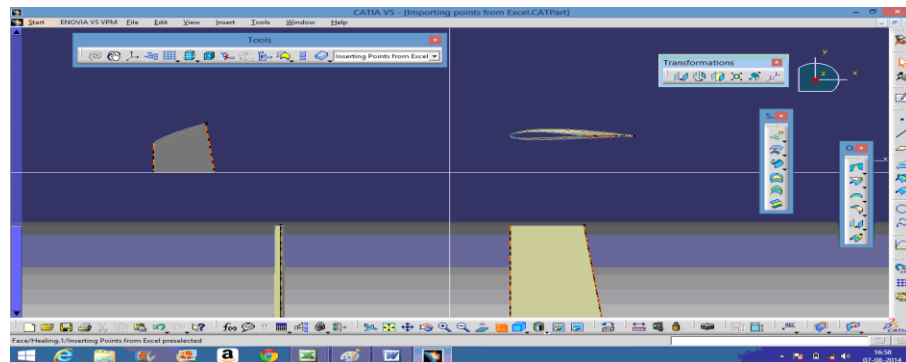 CATIA V5 - [Importing points from Excel.CATPart]
Start ENOVIA V5 VPM File Edit View Insert Tools Window Help
Tools
Inserting Points from Excel
Transformations
y
x
z
S...
O...
x
f(x)
CATIA
Face/Healing.1/Inserting Points from Excel preselected
16:58
07-08-2014